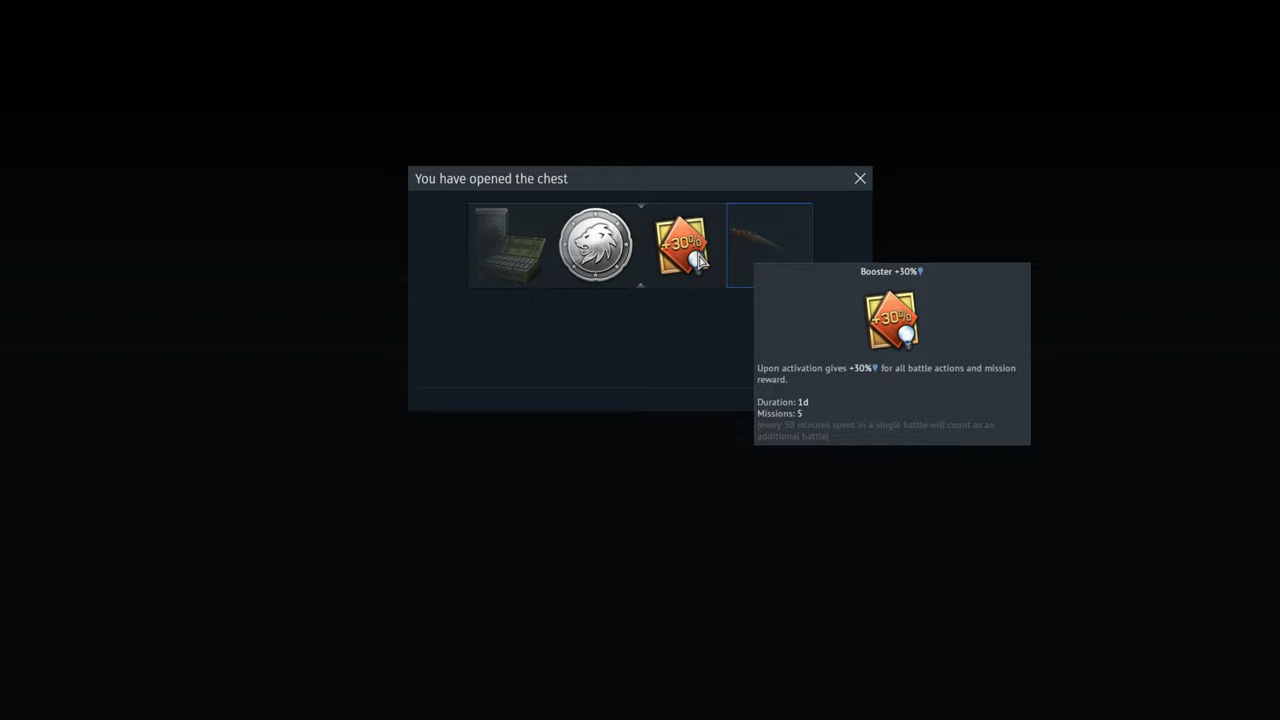 You have opened the chest
+30%
Booster +30%
+30%
Upon activation gives +30% for all battle actions and mission
reward.
Duration: 1d
Missions: 5
(every 30 minutes spent in a single battle will count as an
additional battle)